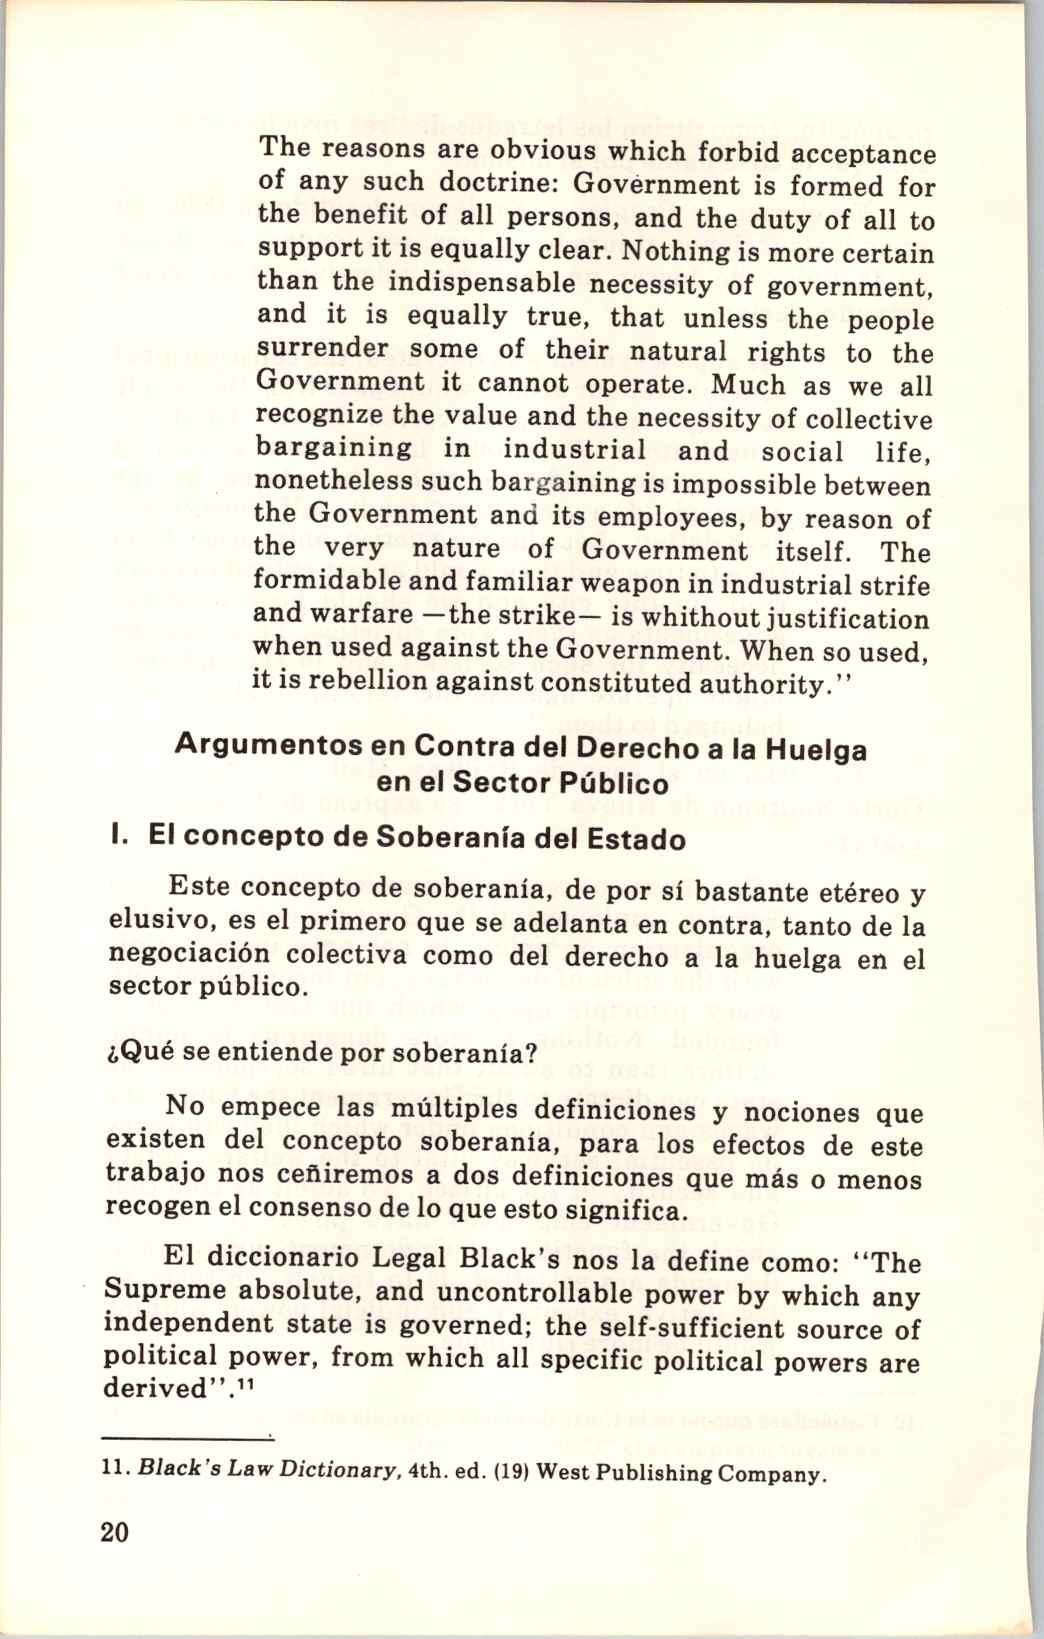 The reasons are obvious which forbid acceptance
of any such doctrine: Government is formed for
the benefit of all persons, and the duty of all to
support it is equally clear. Nothing is more certain
than the indispensable necessity of government,
and it is equally true, that unless the people
surrender some of their natural rights to the
Government it cannot operate. Much as we all
recognize the value and the necessity of collective
bargaining in industrial and social life,
nonetheless such bargaining is impossible between
the Government and its employees, by reason of
the very nature of Government itself. The
formidable and familiar weapon in industrial strife
and warfare —the strike— is whithout justification
when used against the Government. When so used,
it is rebellion against constituted authority.''
Argumentos en Contra del Derecho a la Huelga
en el Sector Público
I. El concepto de Soberanía del Estado
Este concepto de soberanía, de por sí bastante etéreo y
elusivo, es el primero que se adelanta en contra, tanto de la
negociación colectiva como del derecho a la huelga en el
sector público.
¿Qué se entiende por soberanía?
No empece las múltiples definiciones y nociones que
existen del concepto soberanía, para los efectos de este
trabajo nos ceñiremos a dos definiciones que más o menos
recogen el consenso de lo que esto significa.
El diccionario Legal Black's nos la define como: ''The
Supreme absolute, and uncontrollable power by which any
independent state is governed; the self-sufficient source of
political power, from which all specific political powers are
derived''.¹¹
11. Black's Law Dictionary, 4th. ed. (19) West Publishing Company.
20